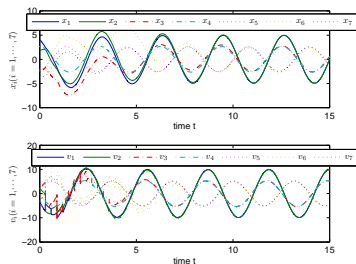 10
x₁ x₂ x₃ x₄ x₅ x₆ x₇
5
0
-5
-10
xᵢ(i = 1, ⋯ 7)
0 5 10 15
time t
20
v₁ v₂ v₃ v₄ v₅ v₆ v₇
10
0
-10
-20
vᵢ(i = 1, ⋯ 7)
0 5 10 15
time t